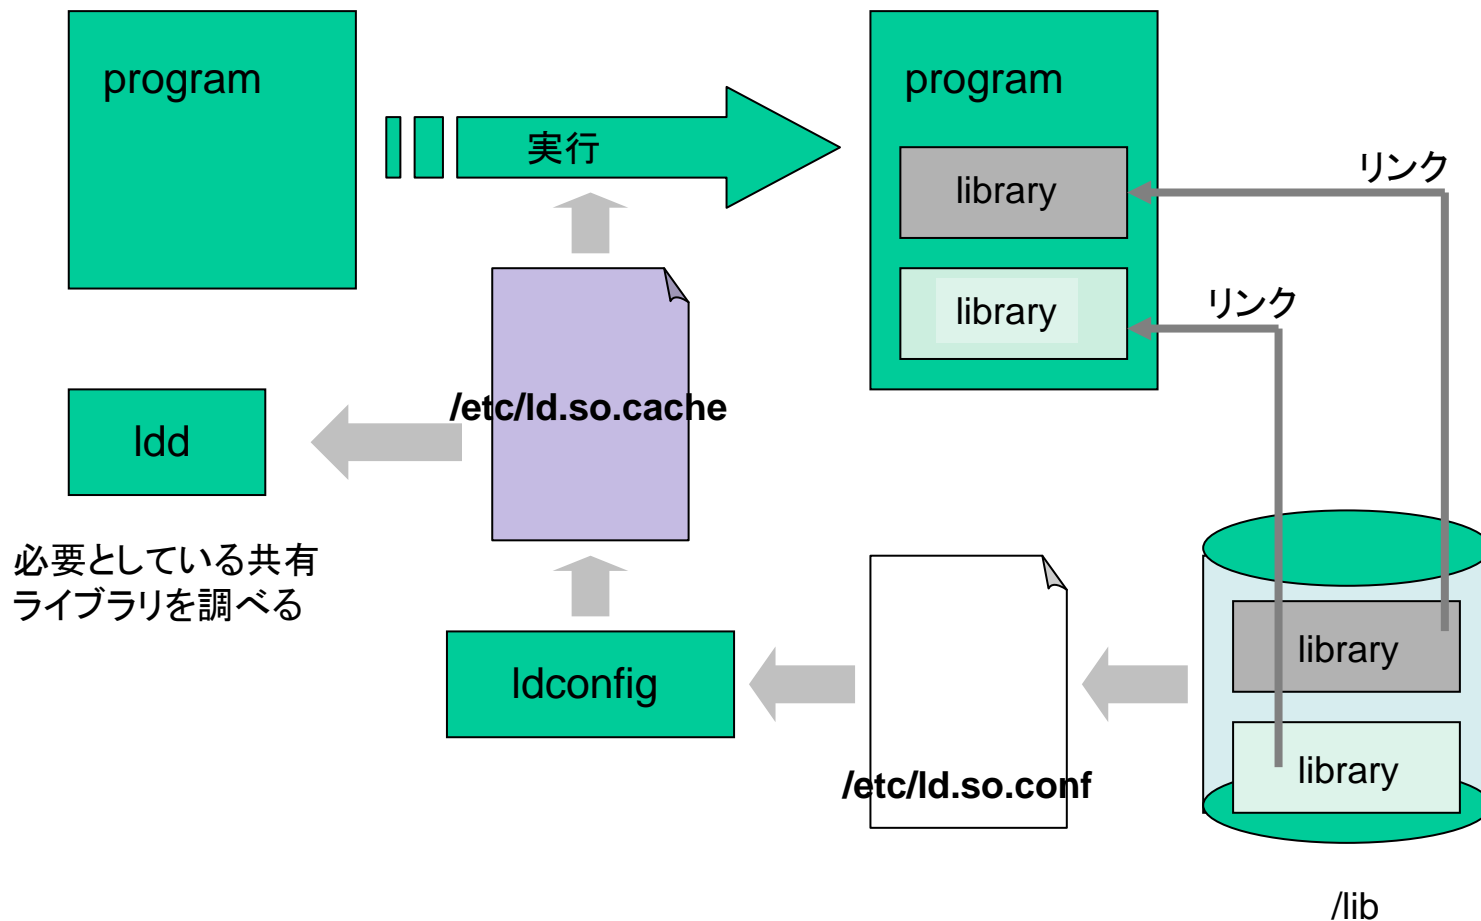 program
program
実行
リンク
library
リンク
library
/etc/ld.so.cache
ldd
必要としている共有
ライブラリを調べる
library
ldconfig
library
/etc/ld.so.conf
/lib